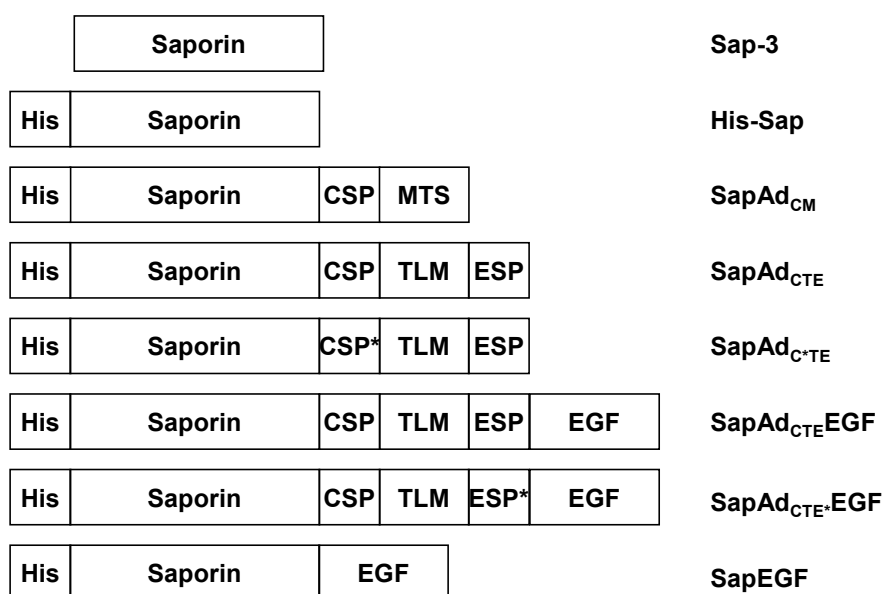 Saporin Sap-3
His Saporin His-Sap
His Saporin CSP MTS SapAdCM
His Saporin CSP TLM ESP SapAdCTE
His Saporin CSP* TLM ESP SapAdC*TE
His Saporin CSP TLM ESP EGF SapAdCTEEGF
His Saporin CSP TLM ESP* EGF SapAdCTE*EGF
His Saporin EGF SapEGF